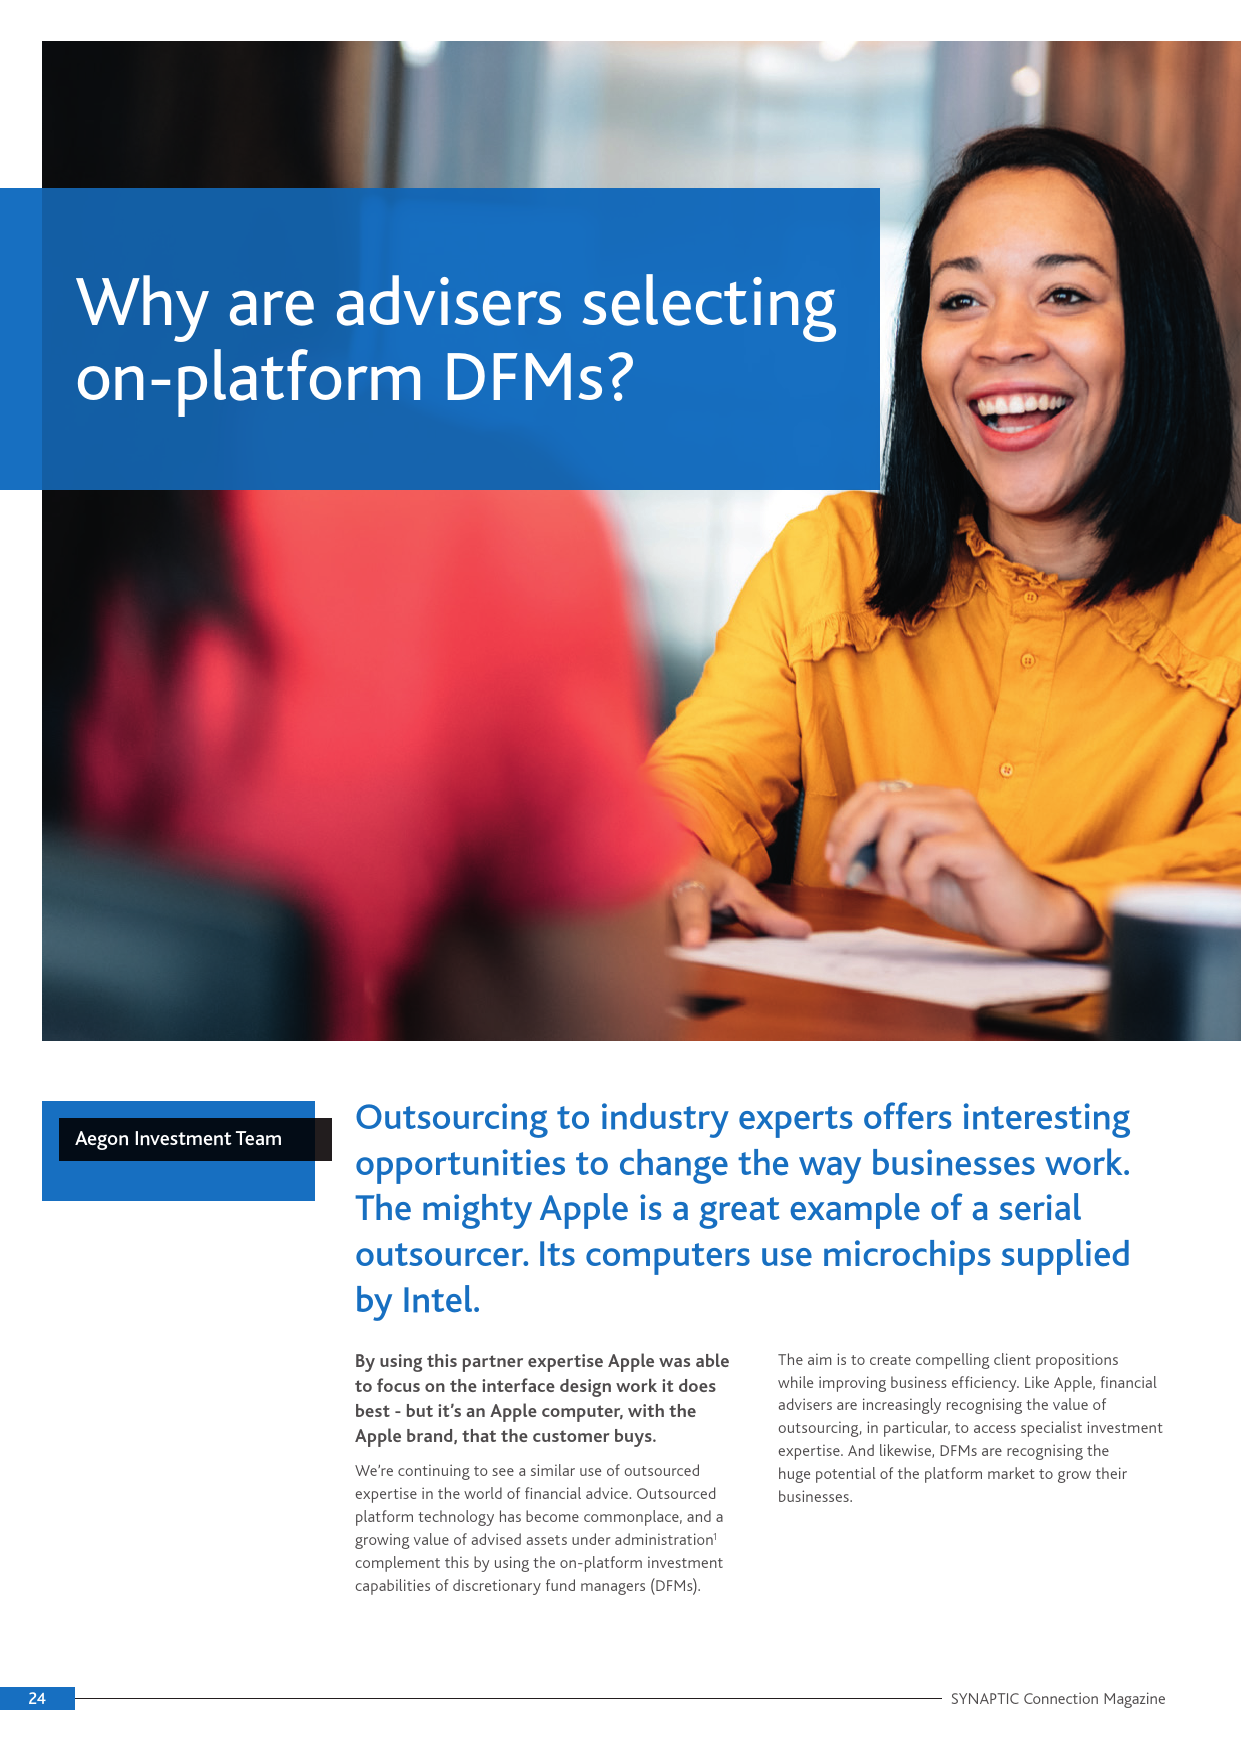 Why are advisers selecting
on-platform DFMs?
Aegon Investment Team
Outsourcing to industry experts offers interesting
opportunities to change the way businesses work.
The mighty Apple is a great example of a serial
outsourcer. Its computers use microchips supplied
by Intel.
By using this partner expertise Apple was able
to focus on the interface design work it does
best - but it’s an Apple computer, with the
Apple brand, that the customer buys.
We’re continuing to see a similar use of outsourced
expertise in the world of financial advice. Outsourced
platform technology has become commonplace, and a
growing value of advised assets under administration¹
complement this by using the on-platform investment
capabilities of discretionary fund managers (DFMs).
The aim is to create compelling client propositions
while improving business efficiency. Like Apple, financial
advisers are increasingly recognising the value of
outsourcing, in particular, to access specialist investment
expertise. And likewise, DFMs are recognising the
huge potential of the platform market to grow their
businesses.
24
SYNAPTIC Connection Magazine